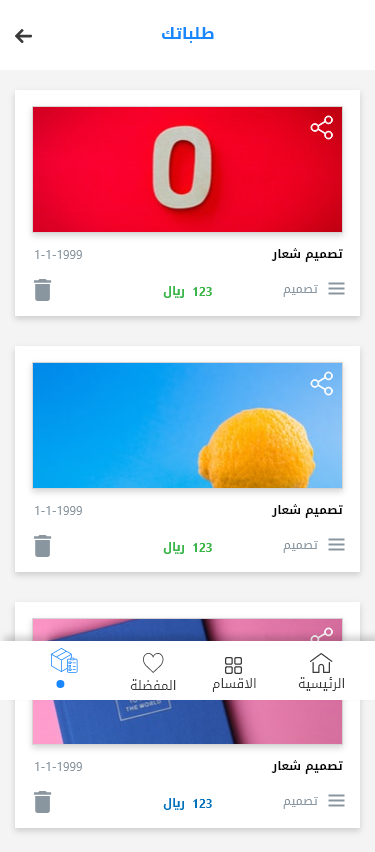 طلباتك
O
تصميم شعار
1-1-1999
تصميم
123 ريال
تصميم شعار
1-1-1999
تصميم
123 ريال
الرئيسية
الاقسام
المفضلة
THE WORLD
تصميم شعار
1-1-1999
تصميم
123 ريال